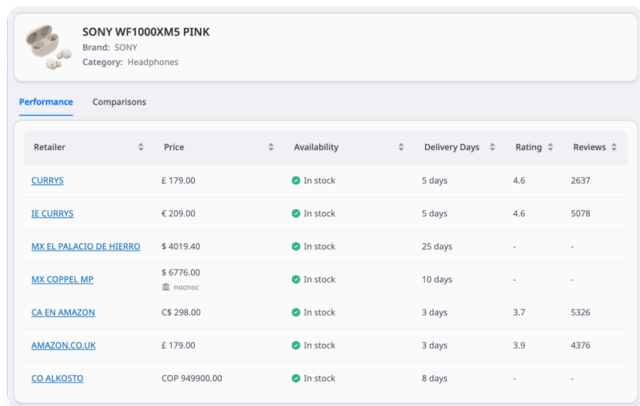 SONY WF1000XM5 PINK
Brand: SONY
Category: Headphones
Performance Comparisons
Retailer Price Availability Delivery Days Rating Reviews
CURRYS £ 179.00 In stock 5 days 4.6 2637
IE CURRYS € 209.00 In stock 5 days 4.6 5078
MX EL PALACIO DE HIERRO $ 4019.40 In stock 25 days - -
MX COPPEL MP $ 6776.00 In stock 10 days - -
nocnoc
CA EN AMAZON C$ 298.00 In stock 3 days 3.7 5326
AMAZON.CO.UK £ 179.00 In stock 3 days 3.9 4376
CO ALKOSTO COP 949900.00 In stock 8 days - -